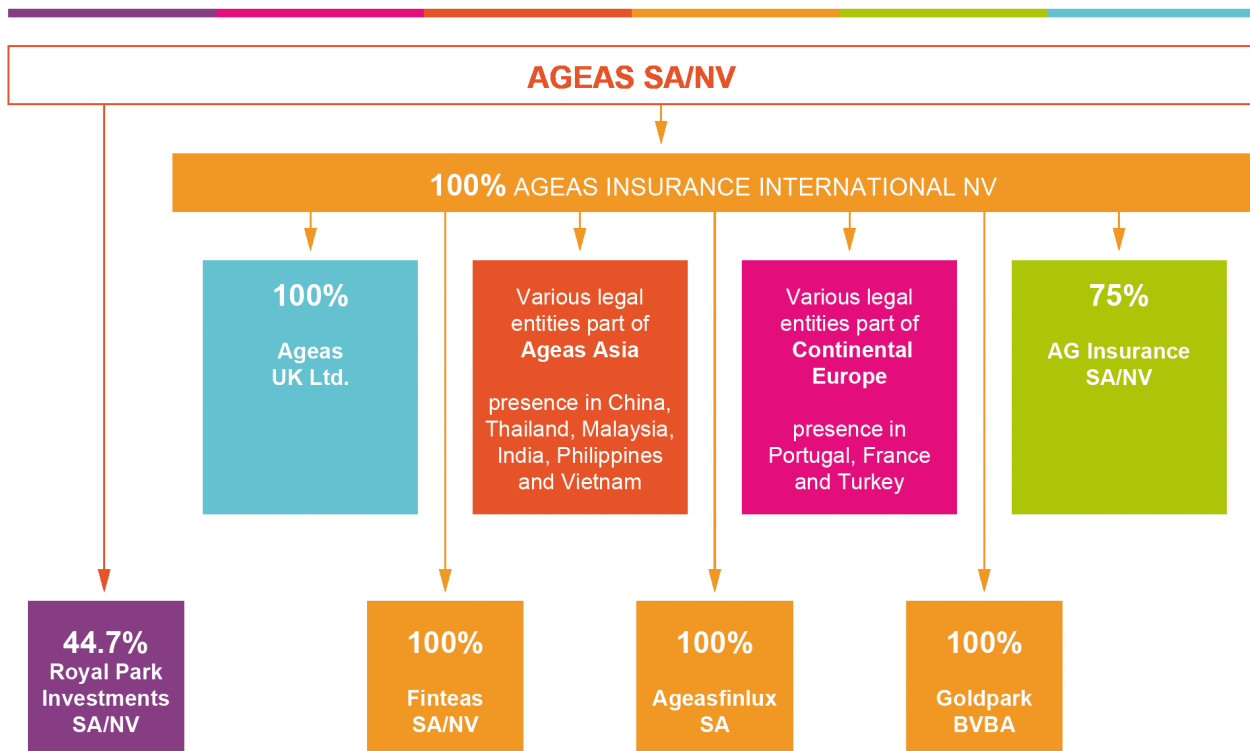 AGEAS SA/NV
100% AGEAS INSURANCE INTERNATIONAL NV
100%
Ageas
UK Ltd.
Various legal
entities part of
Ageas Asia
presence in China,
Thailand, Malaysia,
India, Philippines
and Vietnam
Various legal
entities part of
Continental
Europe
presence in
Portugal, France
and Turkey
75%
AG Insurance
SA/NV
44.7%
Royal Park
Investments
SA/NV
100%
Finteas
SA/NV
100%
Ageasfinlux
SA
100%
Goldpark
BVBA